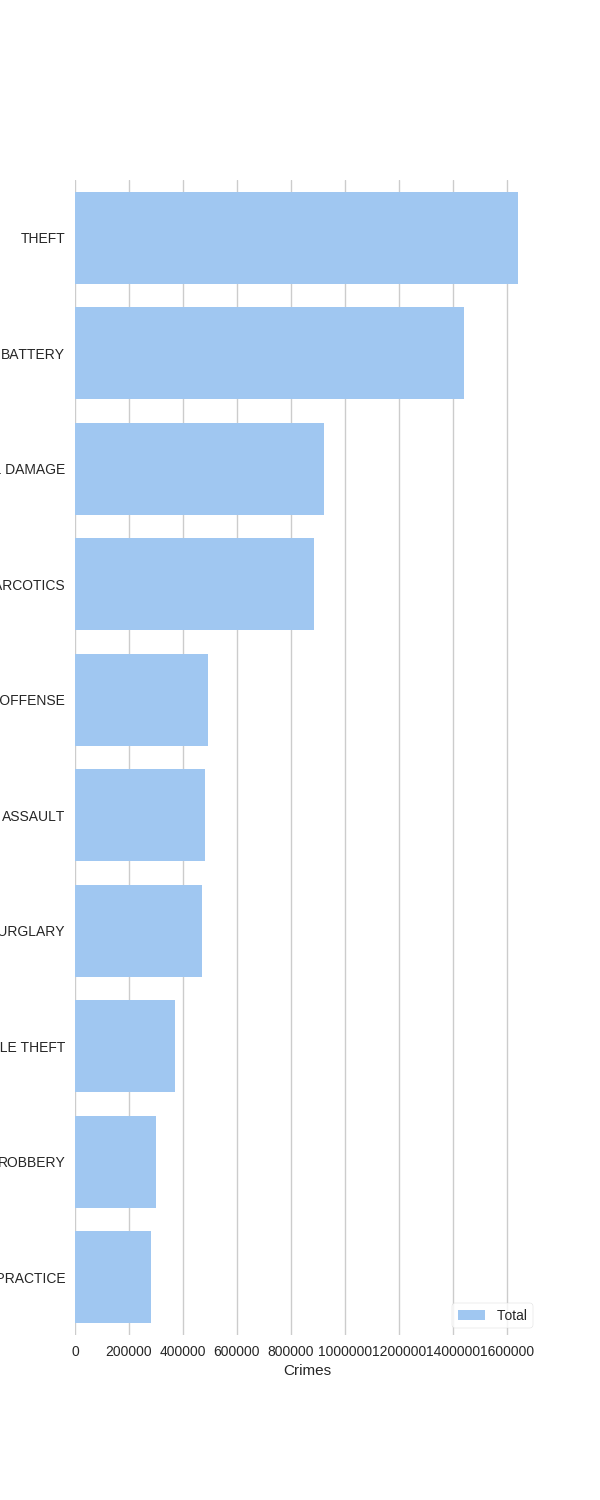 THEFT
BATTERY
DAMAGE
ARCOTICS
OFFENSE
ASSAULT
URGLARY
LE THEFT
ROBBERY
PRACTICE
Total
0 200000 400000 600000 800000 1000000 1200000 1400000 1600000
Crimes